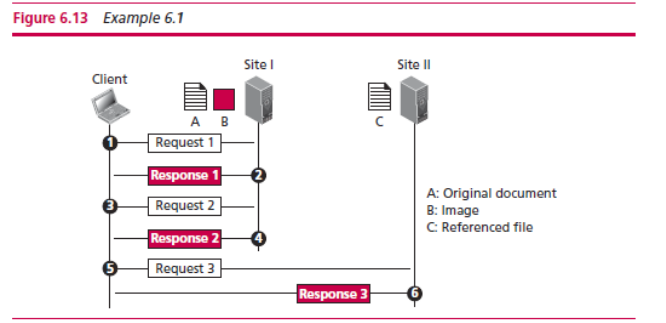 Figure 6.13 Example 6.1
Client
Site I
Site II
A
B
C
1
Request 1
Response 1
2
3
Request 2
Response 2
4
5
Request 3
Response 3
6
A: Original document
B: Image
C: Referenced file